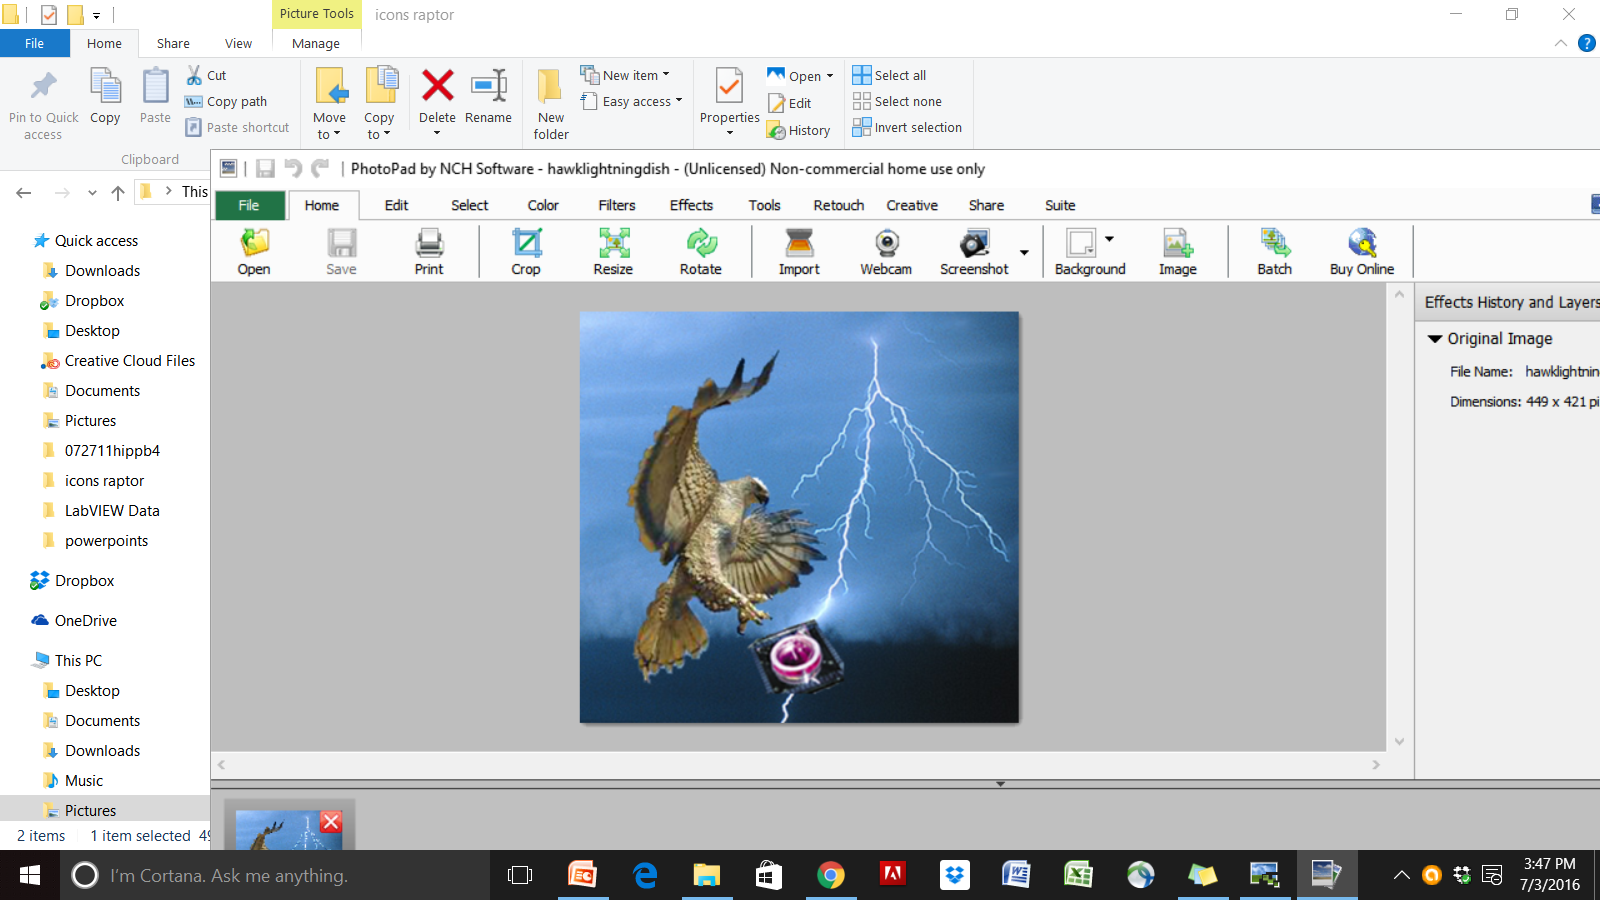 Picture Tools icons raptor
File Home Share View Manage
Pin to Quick access
Copy
Paste
Cut
Copy path
Paste shortcut
Clipboard
Move to
Copy to
Delete
Rename
New folder
New item
Easy access
Properties
Open
Edit
History
Select all
Select none
Invert selection
This
PhotoPad by NCH Software - hawklightningdish - (Unlicensed) Non-commercial home use only
File Home Edit Select Color Filters Effects Tools Retouch Creative Share Suite
Open Save Print Crop Resize Rotate Import Webcam Screenshot Background Image Batch Buy Online
Quick access
Downloads
Dropbox
Desktop
Creative Cloud Files
Documents
Pictures
072711hippb4
icons raptor
LabVIEW Data
powerpoints
Dropbox
OneDrive
This PC
Desktop
Documents
Downloads
Music
Pictures
2 items 1 item selected 49
Effects History and Layers
Original Image
File Name: hawklightnin
Dimensions: 449 x 421 pi
I'm Cortana. Ask me anything.
3:47 PM
7/3/2016